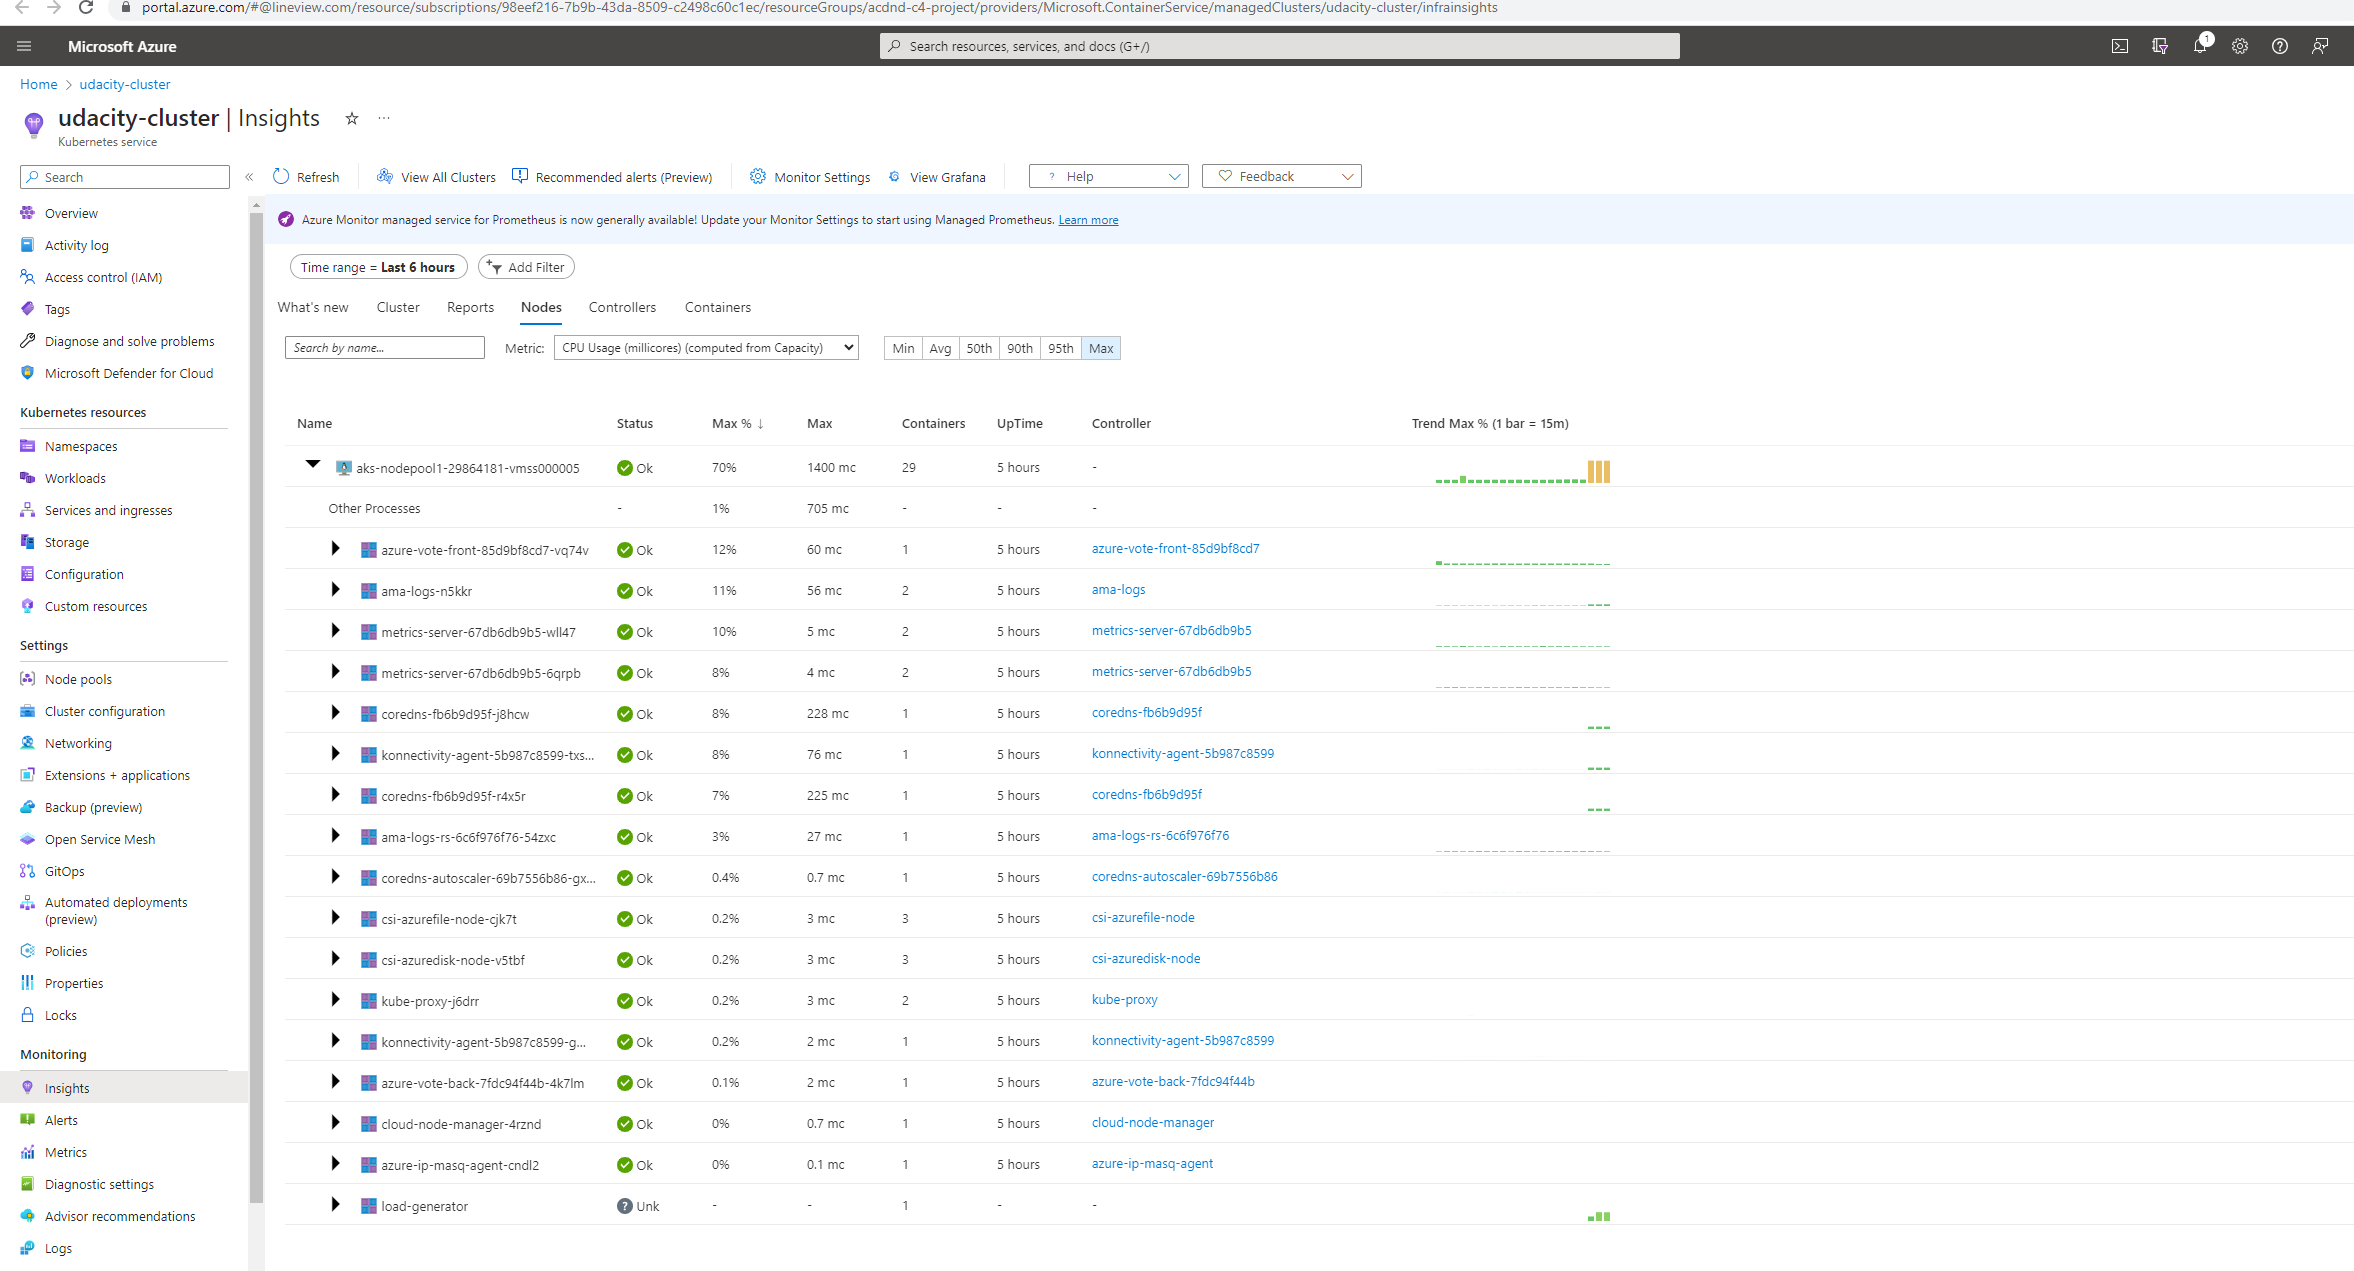 portal.azure.com/#@lineview.com/resource/subscriptions/98eef216-7b9b-43da-8509-c2498c60c1ec/resourceGroups/acdnd-c4-project/providers/Microsoft.ContainerService/managedClusters/udacity-cluster/infrainsights
Microsoft Azure
Search resources, services, and docs (G+/)
1
Home > udacity-cluster
udacity-cluster | Insights
Kubernetes service
Search
Refresh
View All Clusters
Recommended alerts (Preview)
Monitor Settings
View Grafana
? Help
Feedback
Overview
Activity log
Access control (IAM)
Tags
Diagnose and solve problems
Microsoft Defender for Cloud
Kubernetes resources
Namespaces
Workloads
Services and ingresses
Storage
Configuration
Custom resources
Settings
Node pools
Cluster configuration
Networking
Extensions + applications
Backup (preview)
Open Service Mesh
GitOps
Automated deployments
(preview)
Policies
Properties
Locks
Monitoring
Insights
Alerts
Metrics
Diagnostic settings
Advisor recommendations
Logs
Azure Monitor managed service for Prometheus is now generally available! Update your Monitor Settings to start using Managed Prometheus. Learn more
Time range = Last 6 hours
Add Filter
What's new Cluster Reports Nodes Controllers Containers
Search by name...
Metric: CPU Usage (millicores) (computed from Capacity)
Min Avg 50th 90th 95th Max
Name Status Max % ↓ Max Containers UpTime Controller Trend Max % (1 bar = 15m)
aks-nodepool1-29864181-vmss000005 Ok 70% 1400 mc 29 5 hours -
Other Processes - 1% 705 mc - - -
azure-vote-front-85d9bf8cd7-vq74v Ok 12% 60 mc 1 5 hours azure-vote-front-85d9bf8cd7
ama-logs-n5kkr Ok 11% 56 mc 2 5 hours ama-logs
metrics-server-67db6db9b5-wll47 Ok 10% 5 mc 2 5 hours metrics-server-67db6db9b5
metrics-server-67db6db9b5-6qrpb Ok 8% 4 mc 2 5 hours metrics-server-67db6db9b5
coredns-fb6b9d95f-j8hcw Ok 8% 228 mc 1 5 hours coredns-fb6b9d95f
konnectivity-agent-5b987c8599-txs... Ok 8% 76 mc 1 5 hours konnectivity-agent-5b987c8599
coredns-fb6b9d95f-r4x5r Ok 7% 225 mc 1 5 hours coredns-fb6b9d95f
ama-logs-rs-6c6f976f76-54zxc Ok 3% 27 mc 1 5 hours ama-logs-rs-6c6f976f76
coredns-autoscaler-69b7556b86-gx... Ok 0.4% 0.7 mc 1 5 hours coredns-autoscaler-69b7556b86
csi-azurefile-node-cjk7t Ok 0.2% 3 mc 3 5 hours csi-azurefile-node
csi-azuredisk-node-v5tbf Ok 0.2% 3 mc 3 5 hours csi-azuredisk-node
kube-proxy-j6drr Ok 0.2% 3 mc 2 5 hours kube-proxy
konnectivity-agent-5b987c8599-g... Ok 0.2% 2 mc 1 5 hours konnectivity-agent-5b987c8599
azure-vote-back-7fdc94f44b-4k7lm Ok 0.1% 2 mc 1 5 hours azure-vote-back-7fdc94f44b
cloud-node-manager-4rznd Ok 0% 0.7 mc 1 5 hours cloud-node-manager
azure-ip-masq-agent-cndl2 Ok 0% 0.1 mc 1 5 hours azure-ip-masq-agent
load-generator Unk - - 1 - -